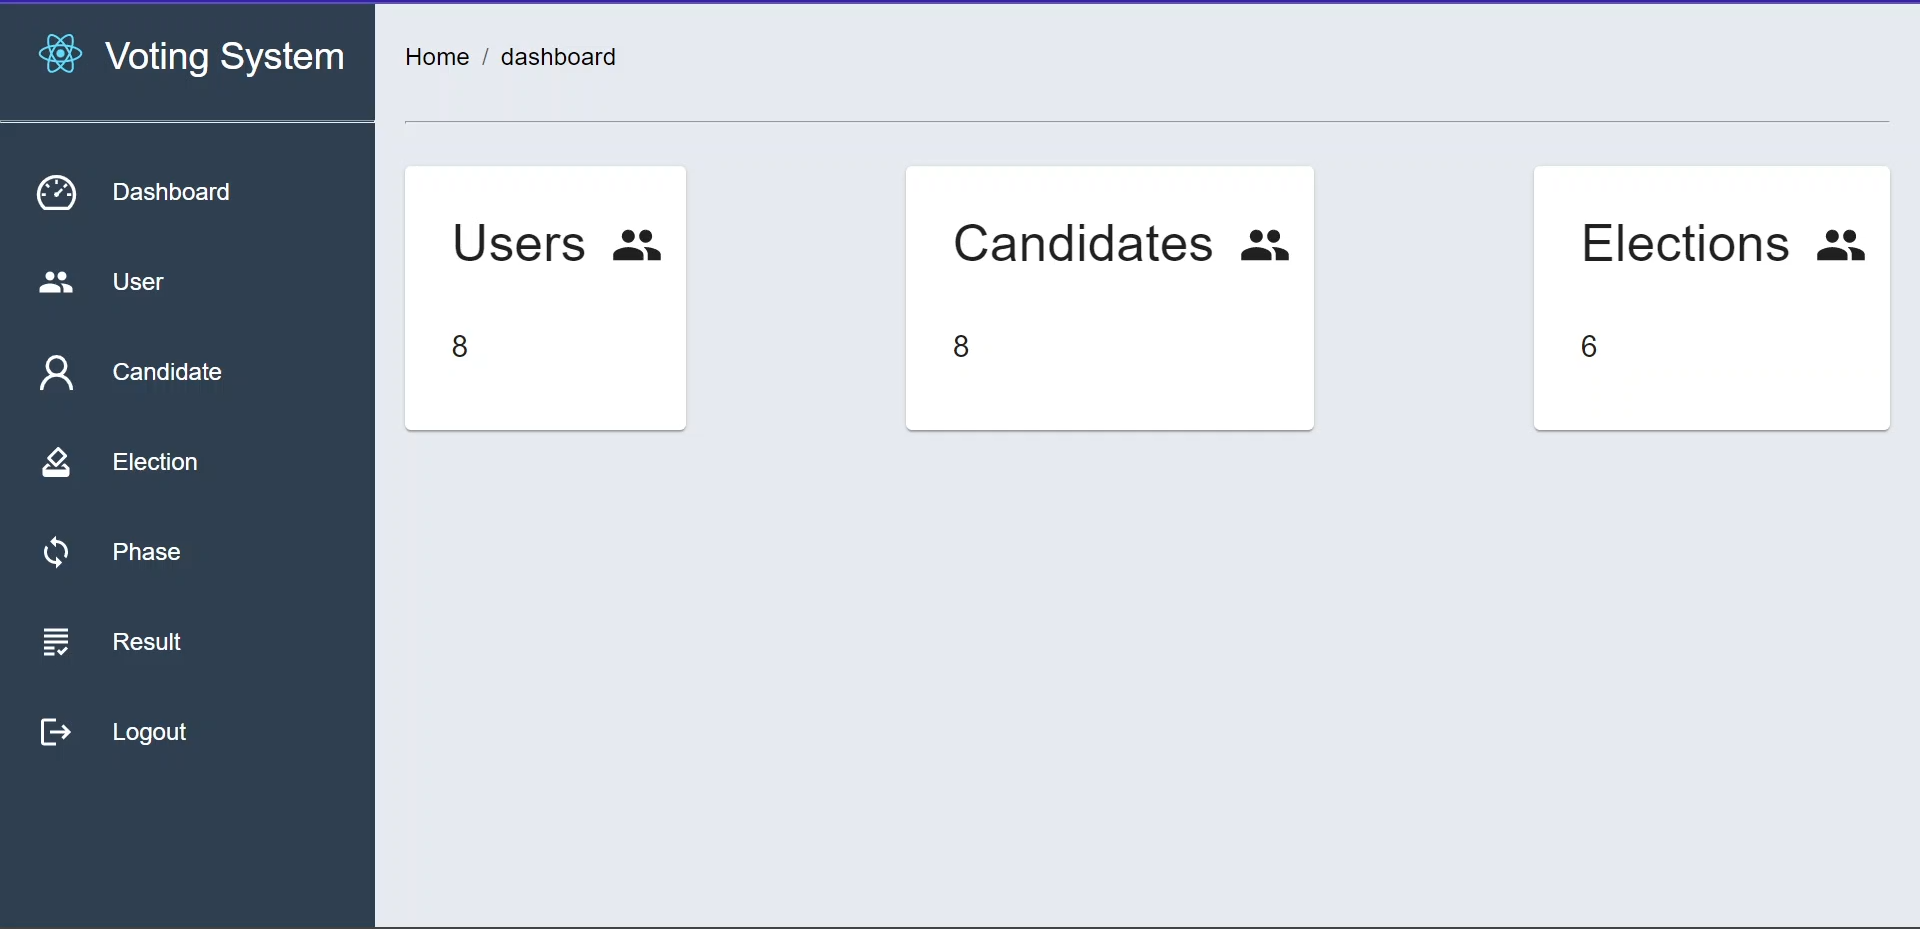 Voting System
Dashboard
User
Candidate
Election
Phase
Result
Logout
Home / dashboard
Users
8
Candidates
8
Elections
6